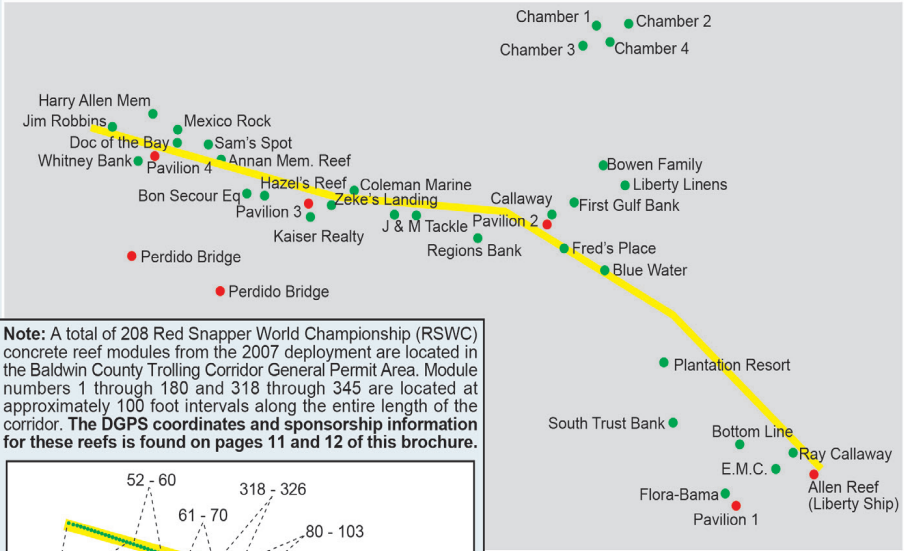 Chamber 1
Chamber 2
Chamber 3
Chamber 4
Harry Allen Mem
Jim Robbins
Mexico Rock
Doc of the Bay
Sam's Spot
Whitney Bank
Pavilion 4
Annan Mem. Reef
Bowen Family
Hazel's Reef
Coleman Marine
Liberty Linens
Bon Secour Eq
Zeke's Landing
Callaway
First Gulf Bank
Pavilion 3
J & M Tackle
Pavilion 2
Kaiser Realty
Regions Bank
Fred's Place
Perdido Bridge
Blue Water
Perdido Bridge
Note: A total of 208 Red Snapper World Championship (RSWC)
concrete reef modules from the 2007 deployment are located in
the Baldwin County Trolling Corridor General Permit Area. Module
numbers 1 through 180 and 318 through 345 are located at
approximately 100 foot intervals along the entire length of the
corridor. The DGPS coordinates and sponsorship information
for these reefs is found on pages 11 and 12 of this brochure.
Plantation Resort
South Trust Bank
Bottom Line
Ray Callaway
E.M.C.
Allen Reef
(Liberty Ship)
Flora-Bama
Pavilion 1
52 - 60
318 - 326
61 - 70
80 - 103